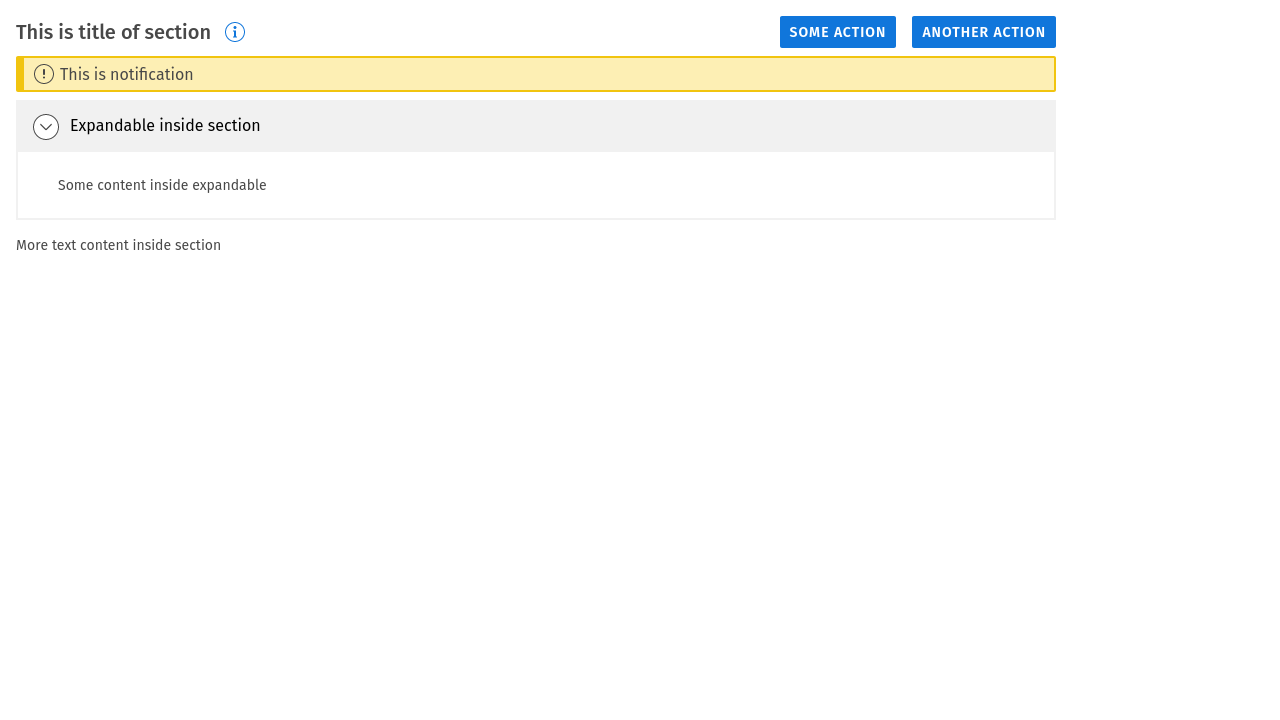 This is title of section
SOME ACTION
ANOTHER ACTION
This is notification
Expandable inside section
Some content inside expandable
More text content inside section